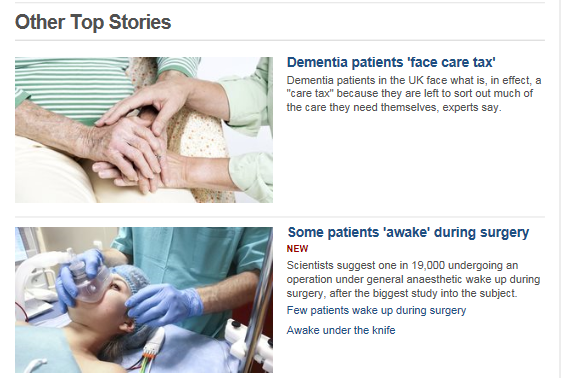 Other Top Stories
Dementia patients 'face care tax'
Dementia patients in the UK face what is, in effect, a
"care tax" because they are left to sort out much of
the care they need themselves, experts say.
Some patients 'awake' during surgery
NEW
Scientists suggest one in 19,000 undergoing an
operation under general anaesthetic wake up during
surgery, after the biggest study into the subject.
Few patients wake up during surgery
Awake under the knife